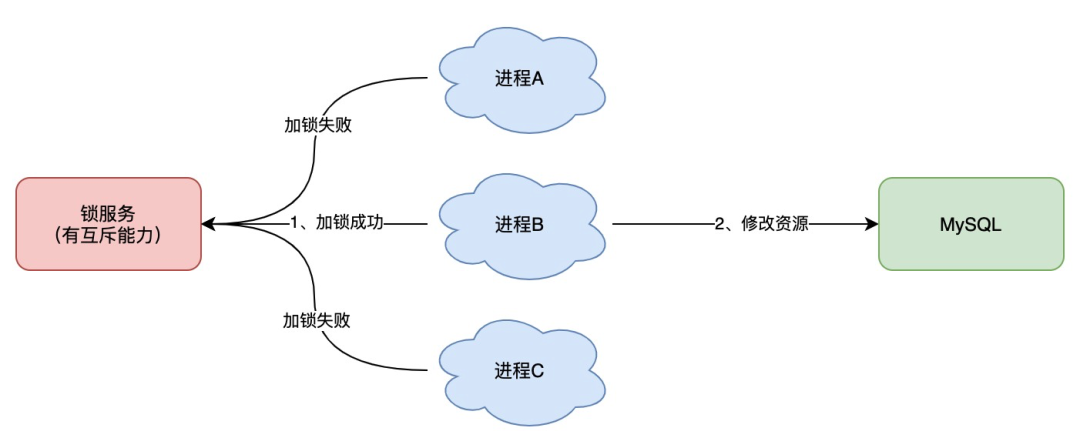 进程A
加锁失败
锁服务
（有互斥能力）
1、加锁成功
进程B
2、修改资源
MySQL
加锁失败
进程C